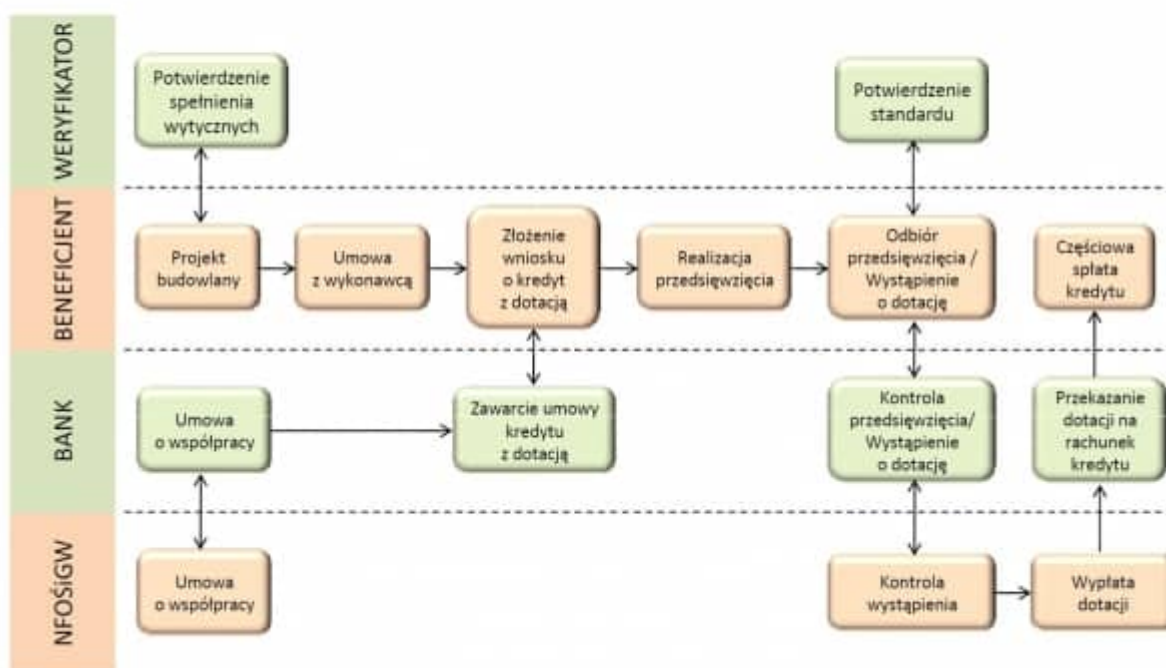 WERYFIKATOR
Potwierdzenie
spełnienia
wytycznych
Potwierdzenie
standardu
BENEFICJENT
Projekt
budowlany
Umowa
z wykonawcą
Złożenie
wniosku
o kredyt
z dotacją
Realizacja
przedsięwzięcia
Odbiór
przedsięwzięcia /
Wystąpienie
o dotację
Częściowa
spłata
kredytu
BANK
Umowa
o współpracy
Zawarcie umowy
kredytu
z dotacją
Kontrola
przedsięwzięcia/
Wystąpienie
o dotację
Przekazanie
dotacji na
rachunek
kredytu
NFOŚiGW
Umowa
o współpracy
Kontrola
wystąpienia
Wypłata
dotacji